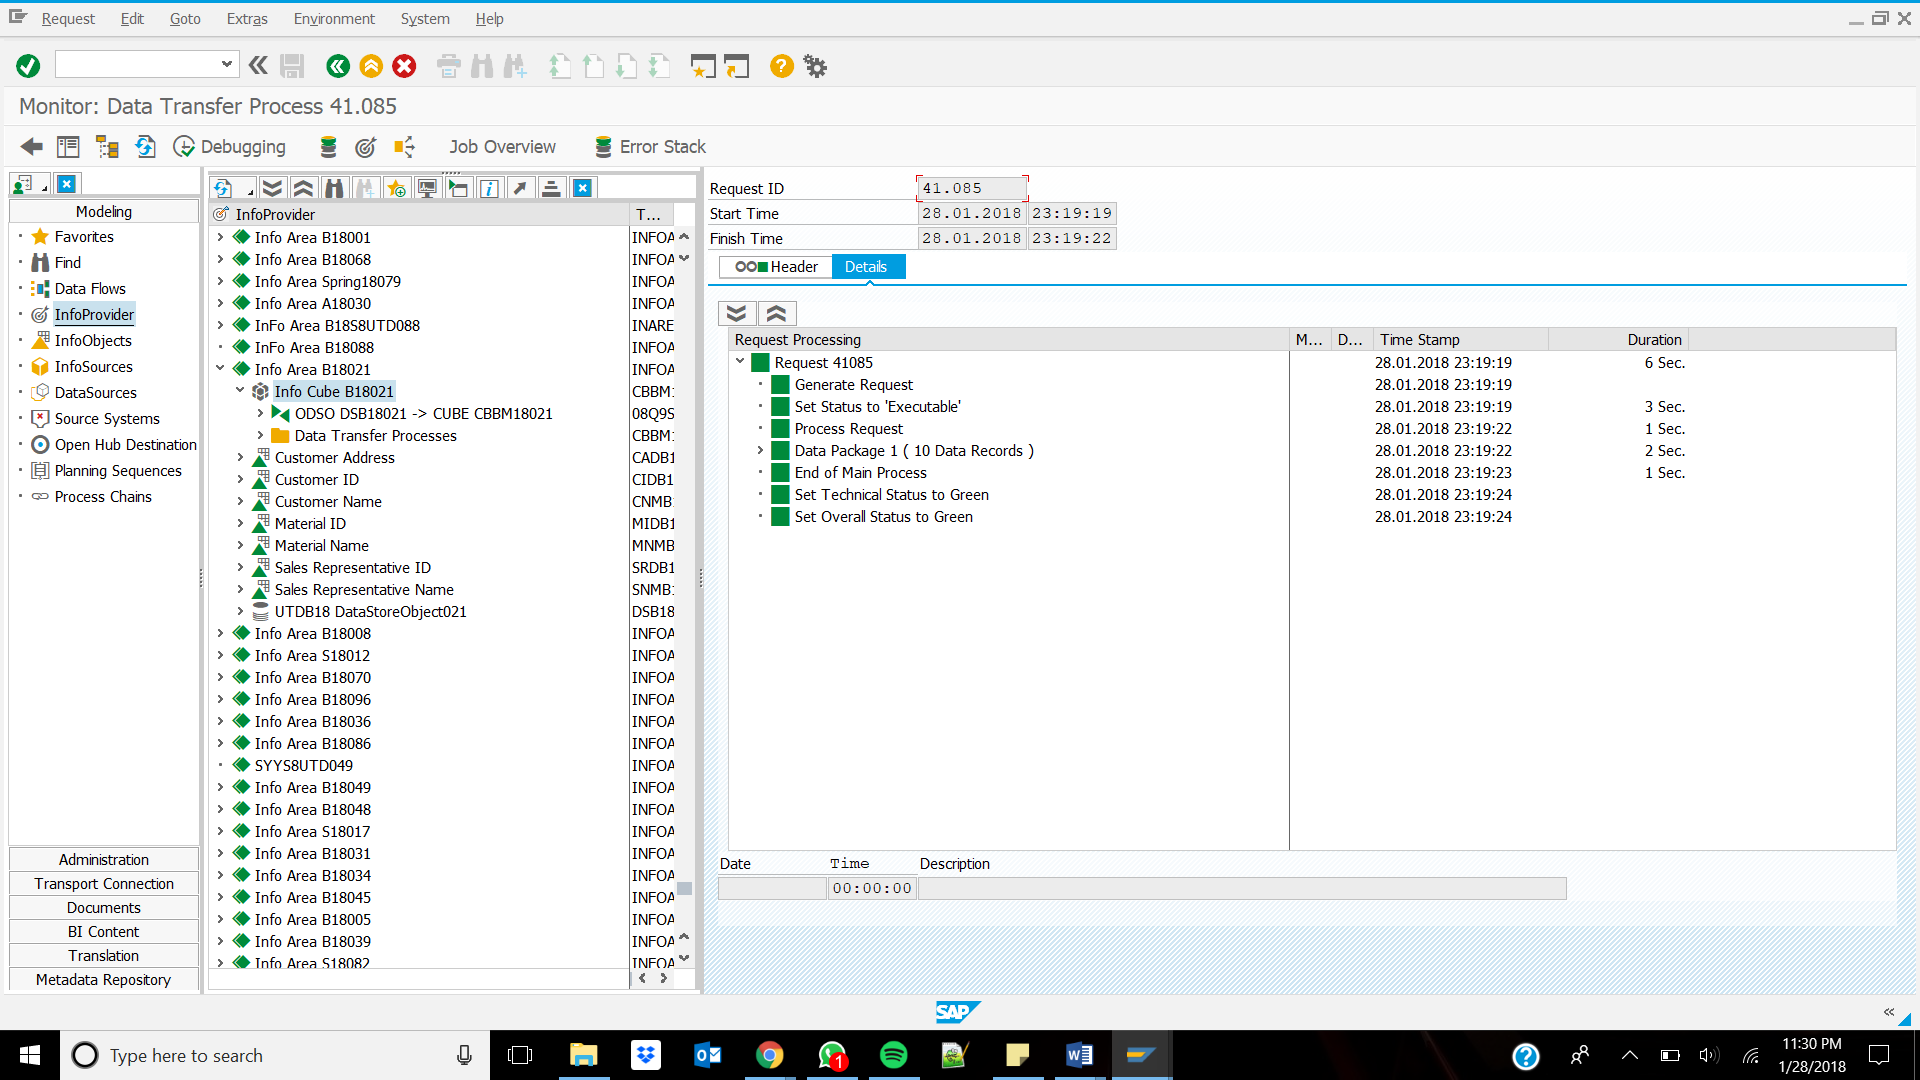 Request Edit Goto Extras Environment System Help
Monitor: Data Transfer Process 41.085
Debugging Job Overview Error Stack
Modeling
Favorites
Find
Data Flows
InfoProvider
InfoObjects
InfoSources
DataSources
Source Systems
Open Hub Destination
Planning Sequences
Process Chains
Administration
Transport Connection
Documents
BI Content
Translation
Metadata Repository
InfoProvider T...
Info Area B18001 INFOA
Info Area B18068 INFOA
Info Area Spring18079 INFOA
Info Area A18030 INFOA
InFo Area B18S8UTD088 INARE
InFo Area B18088 INFOA
Info Area B18021 INFOA
Info Cube B18021 CBBM1
ODSO DSB18021 -> CUBE CBBM18021 08Q9S
Data Transfer Processes CBBM1
Customer Address CADB1
Customer ID CIDB1
Customer Name CNMB1
Material ID MIDB1
Material Name MNMB
Sales Representative ID SRDB1
Sales Representative Name SNMB1
UTDB18 DataStoreObject021 DSB18
Info Area B18008 INFOA
Info Area S18012 INFOA
Info Area B18070 INFOA
Info Area B18096 INFOA
Info Area B18036 INFOA
Info Area B18086 INFOA
SYYS8UTD049 INFOA
Info Area B18049 INFOA
Info Area B18048 INFOA
Info Area S18017 INFOA
Info Area B18031 INFOA
Info Area B18034 INFOA
Info Area B18045 INFOA
Info Area B18005 INFOA
Info Area B18039 INFOA
Info Area S18082 INFOA
Request ID 41.085
Start Time 28.01.2018 23:19:19
Finish Time 28.01.2018 23:19:22
Header Details
Request Processing M... D... Time Stamp Duration
Request 41085 28.01.2018 23:19:19 6 Sec.
Generate Request 28.01.2018 23:19:19
Set Status to 'Executable' 28.01.2018 23:19:19 3 Sec.
Process Request 28.01.2018 23:19:22 1 Sec.
Data Package 1 ( 10 Data Records ) 28.01.2018 23:19:22 2 Sec.
End of Main Process 28.01.2018 23:19:23 1 Sec.
Set Technical Status to Green 28.01.2018 23:19:24
Set Overall Status to Green 28.01.2018 23:19:24
Date Time Description
00:00:00
SAP
Type here to search
1
11:30 PM
1/28/2018